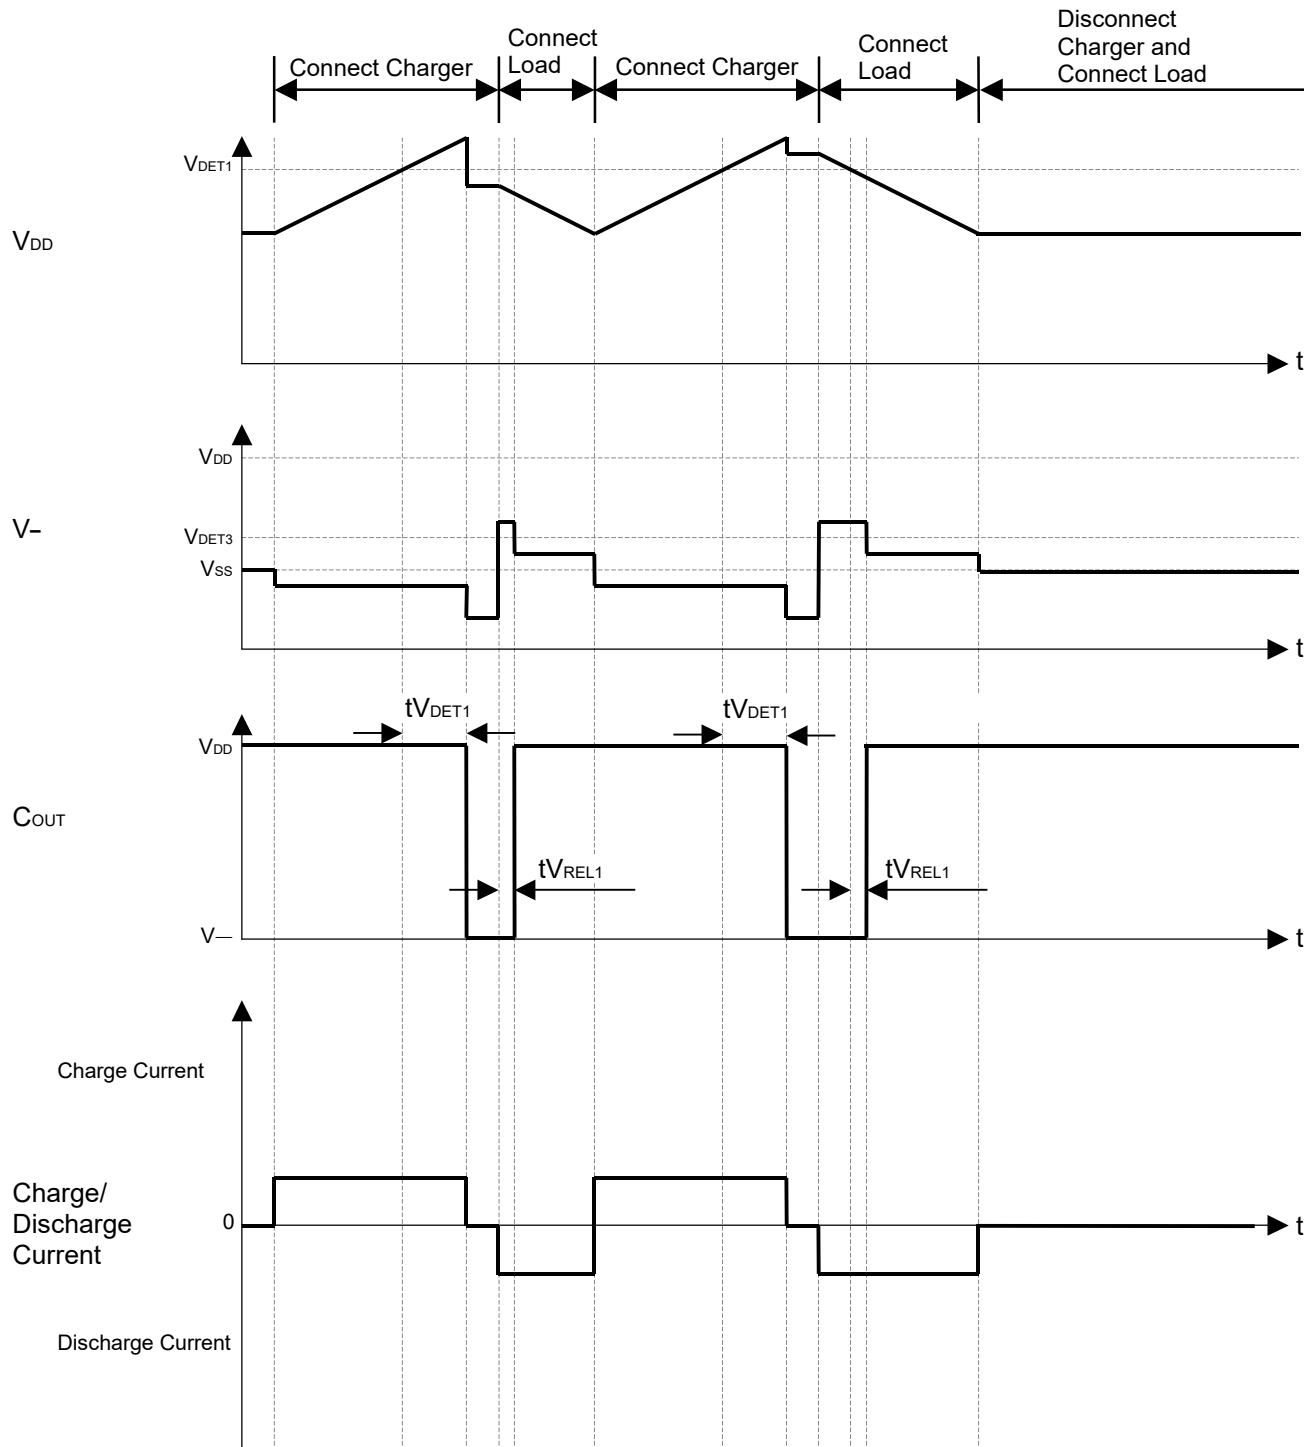 Disconnect
Charger and
Connect Load
Connect
Load
Connect
Load
Connect Charger
Connect Charger
VDET1
VDD
t
VDD
V–
VDET3
VSS
t
tVDET1
tVDET1
VDD
COUT
tVREL1
tVREL1
V—
t
Charge Current
Charge/
Discharge
Current
0
t
Discharge Current